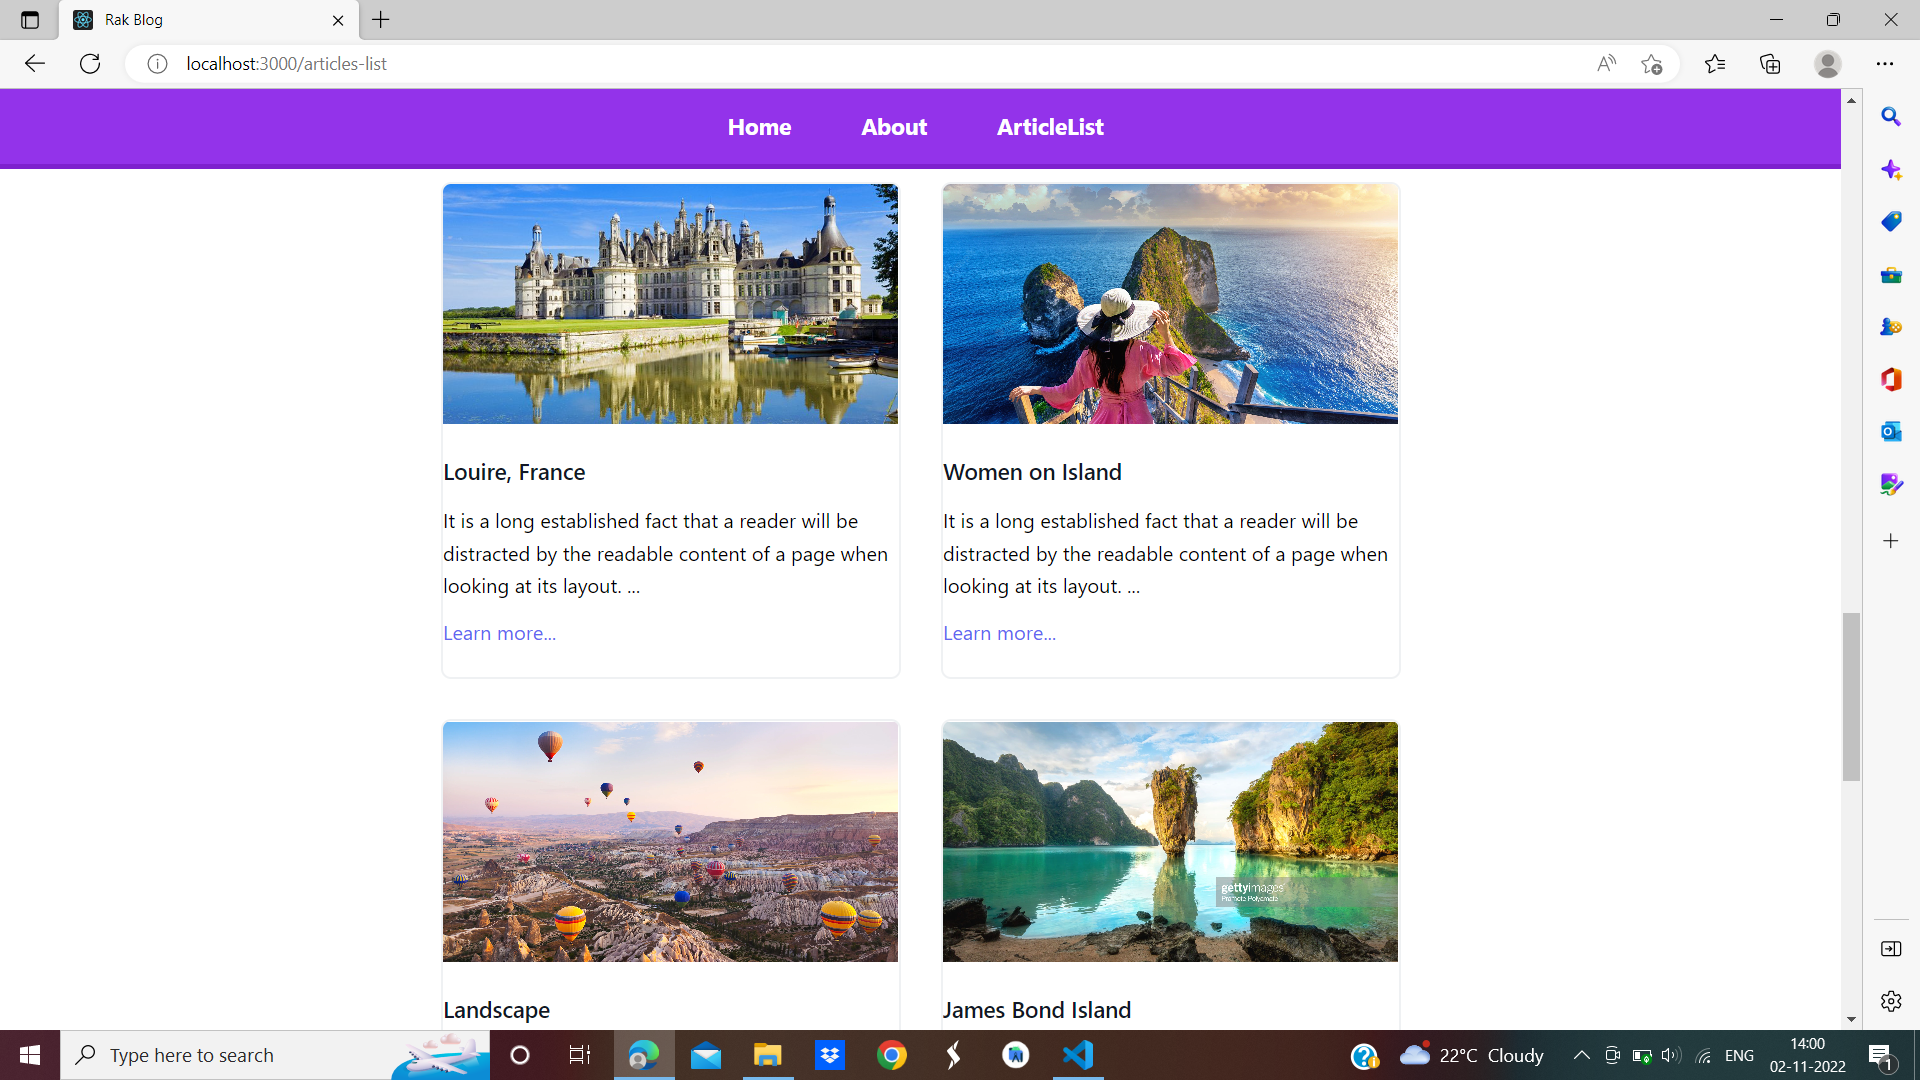 Rak Blog
localhost:3000/articles-list
Home About ArticleList
Louire, France
It is a long established fact that a reader will be
distracted by the readable content of a page when
looking at its layout. ...
Learn more...
Women on Island
It is a long established fact that a reader will be
distracted by the readable content of a page when
looking at its layout. ...
Learn more...
gettyimages
Landscape
James Bond Island
Type here to search
22°C Cloudy
ENG
14:00
02-11-2022
1